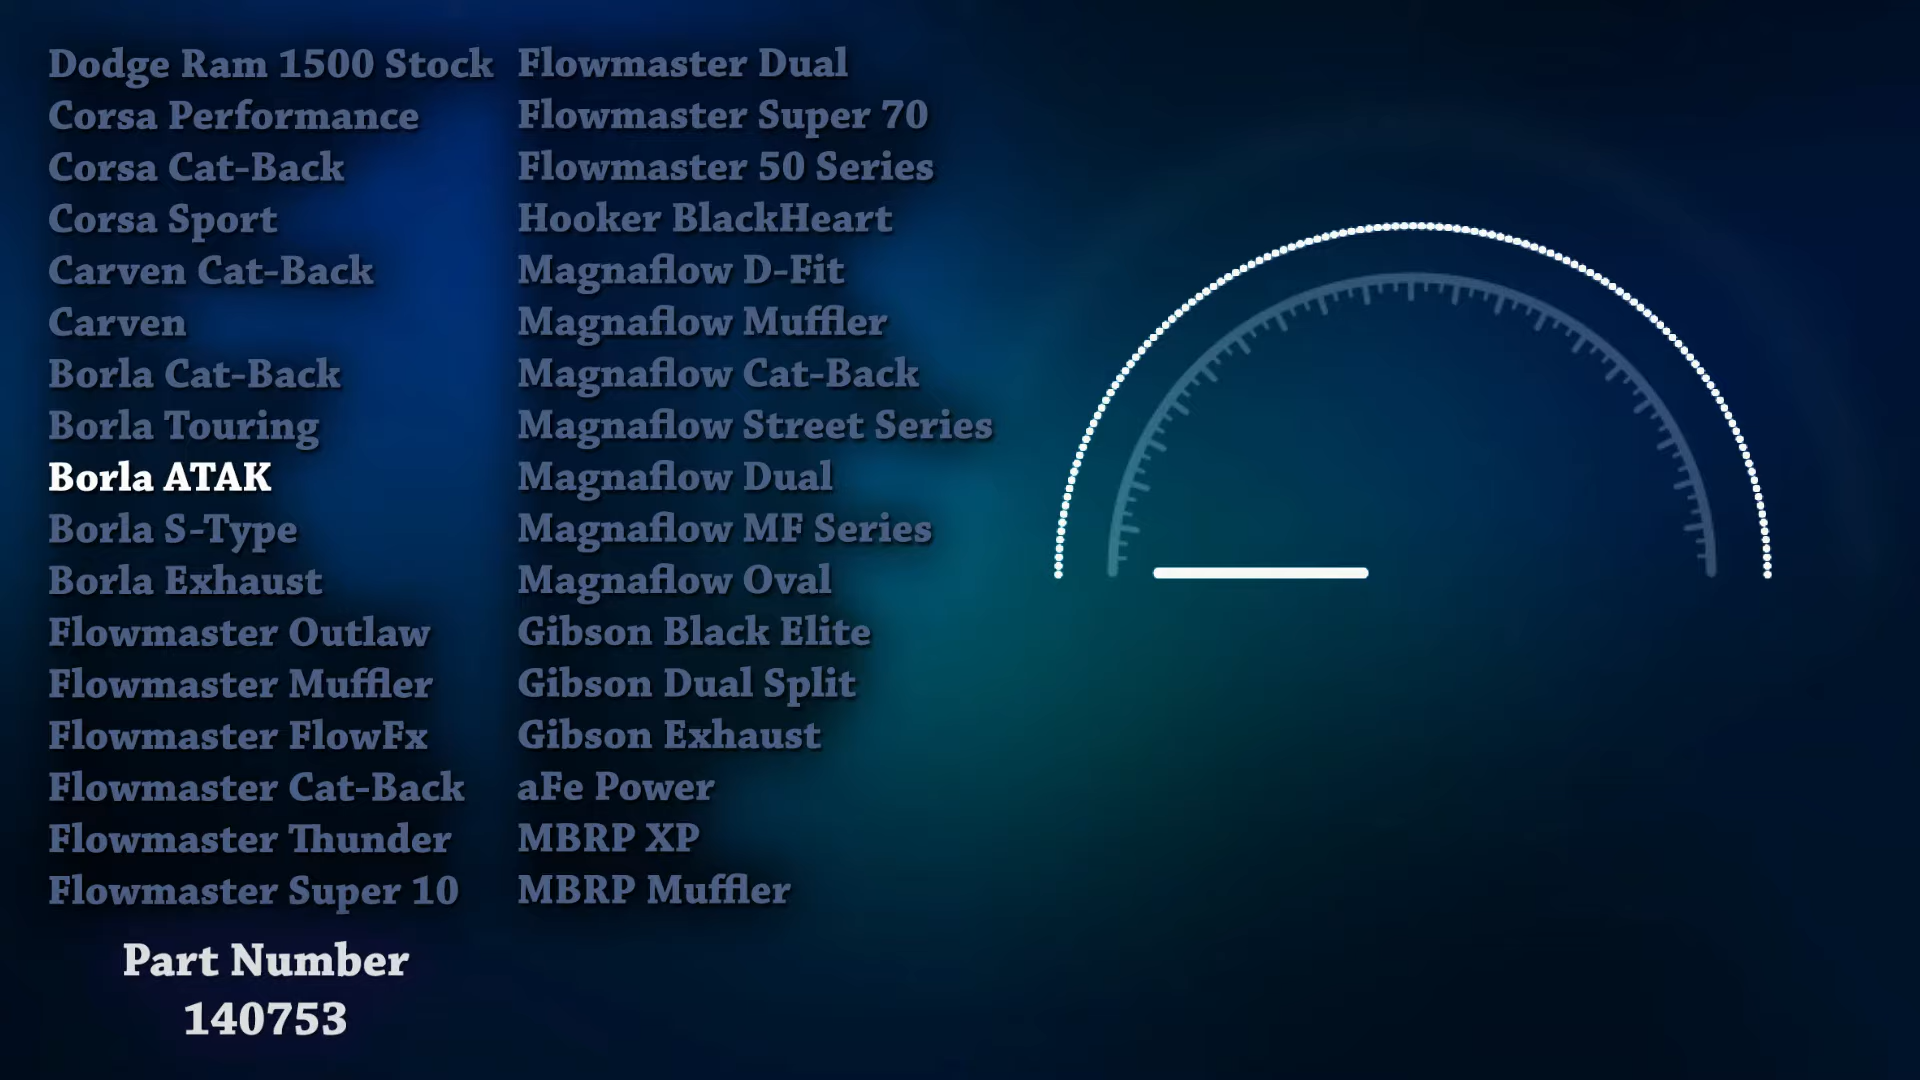 Dodge Ram 1500 Stock
Corsa Performance
Corsa Cat-Back
Corsa Sport
Carven Cat-Back
Carven
Borla Cat-Back
Borla Touring
Borla ATAK
Borla S-Type
Borla Exhaust
Flowmaster Outlaw
Flowmaster Muffler
Flowmaster FlowFx
Flowmaster Cat-Back
Flowmaster Thunder
Flowmaster Super 10
Flowmaster Dual
Flowmaster Super 70
Flowmaster 50 Series
Hooker BlackHeart
Magnaflow D-Fit
Magnaflow Muffler
Magnaflow Cat-Back
Magnaflow Street Series
Magnaflow Dual
Magnaflow MF Series
Magnaflow Oval
Gibson Black Elite
Gibson Dual Split
Gibson Exhaust
aFe Power
MBRP XP
MBRP Muffler
Part Number
140753